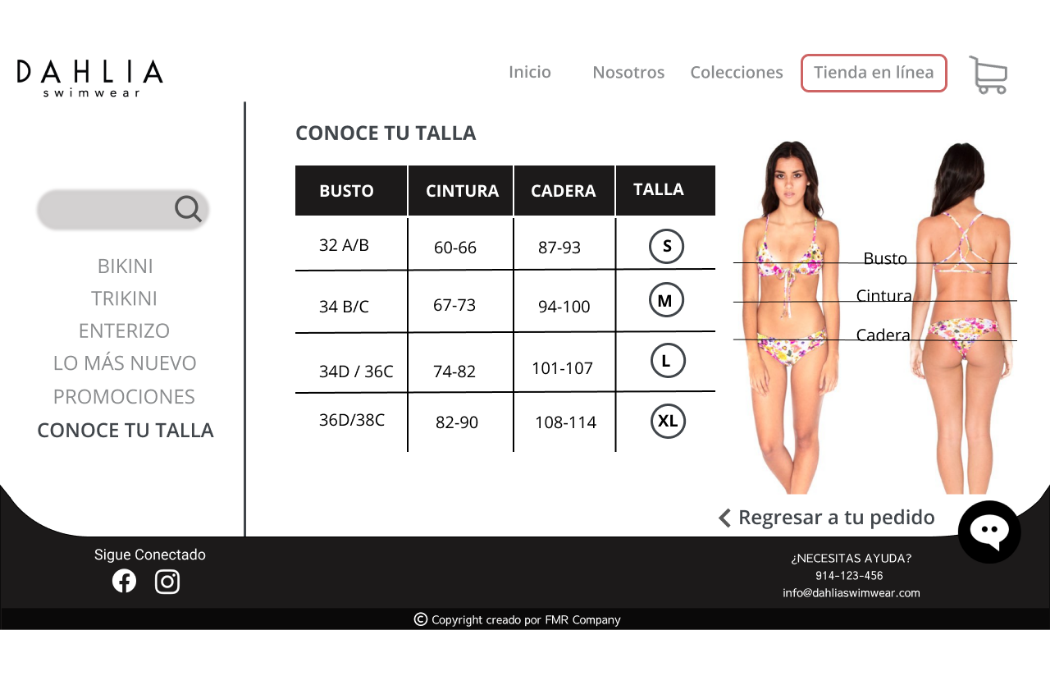 DAHLIA
swimwear
Inicio Nosotros Colecciones Tienda en línea
BIKINI
TRIKINI
ENTERIZO
LO MÁS NUEVO
PROMOCIONES
CONOCE TU TALLA
CONOCE TU TALLA
BUSTO CINTURA CADERA TALLA
32 A/B 60-66 87-93 S
34 B/C 67-73 94-100 M
34D / 36C 74-82 101-107 L
36D/38C 82-90 108-114 XL
Busto
Cintura
Cadera
Regresar a tu pedido
Sigue Conectado
¿NECESITAS AYUDA?
914-123-456
info@dahliaswimwear.com
© Copyright creado por FMR Company